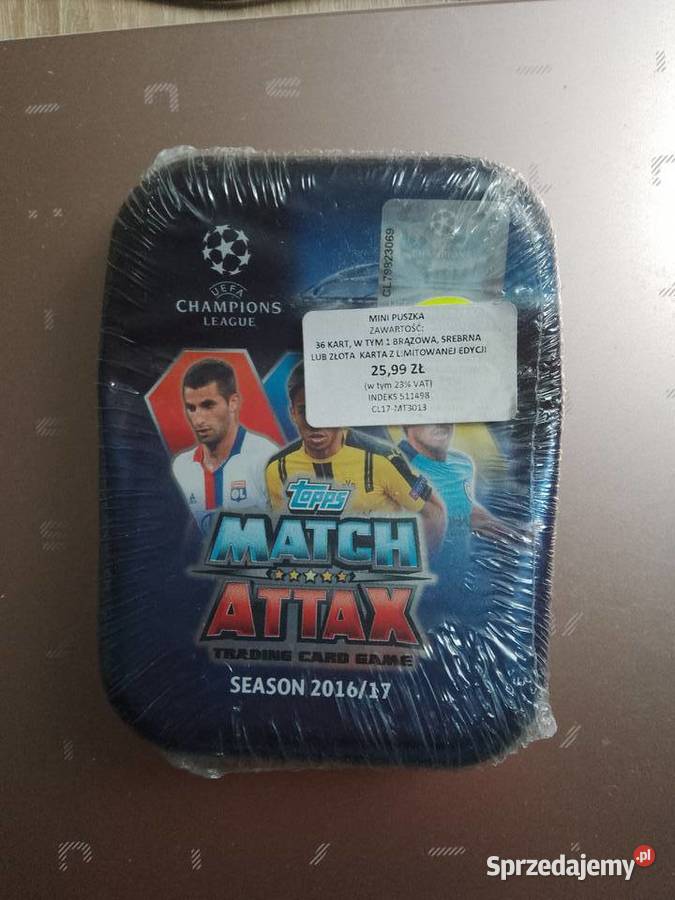 UEFA
CHAMPIONS
LEAGUE
GL79823069
MINI PUSZKA
ZAWARTOŚĆ:
36 KART, W TYM 1 BRĄZOWA, SREBRNA
LUB ZŁOTA KARTA Z LIMITOWANEJ EDYCJI
25,99 ZŁ
(w tym 23% VAT)
INDEKS 511498
CL17-MT3013
OL
topps
MATCH
ATTAX
TRADING CARD GAME
SEASON 2016/17
Sprzedajemy.pl